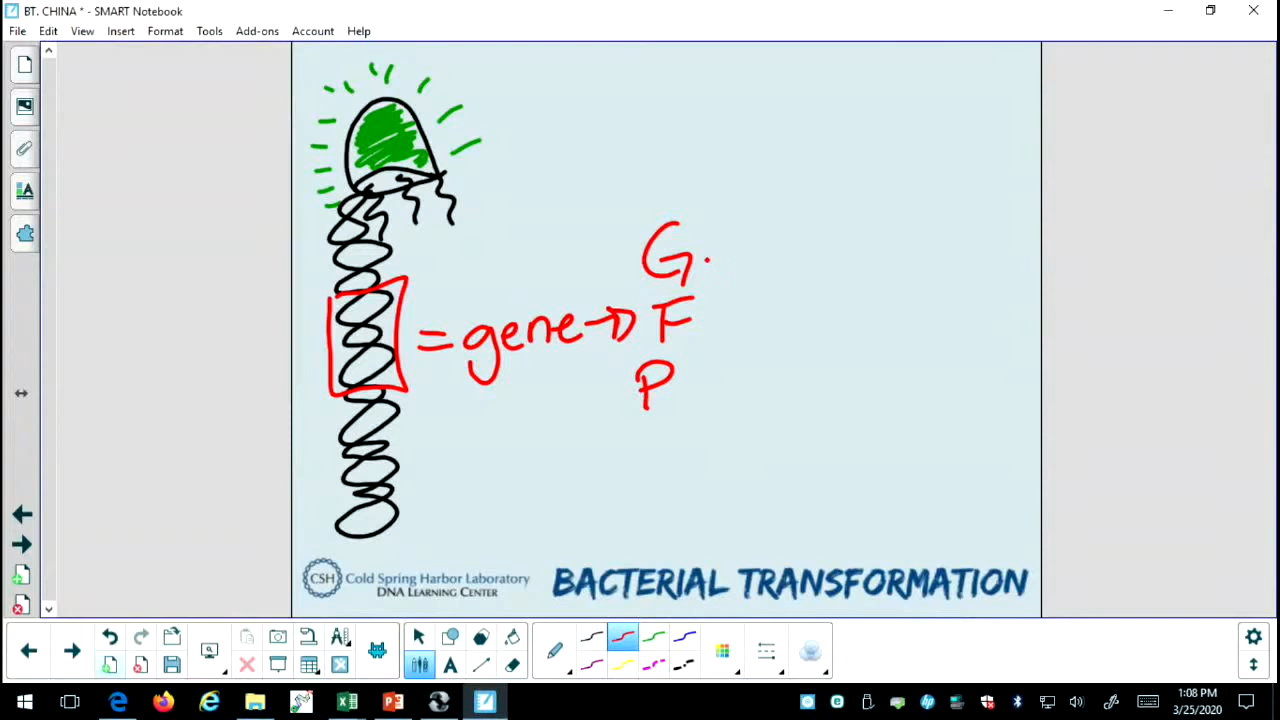 BT. CHINA * - SMART Notebook
File Edit View Insert Format Tools Add-ons Account Help
G
= gene → F
P
CSH Cold Spring Harbor Laboratory
DNA LEARNING CENTER
BACTERIAL TRANSFORMATION
1:08 PM
3/25/2020